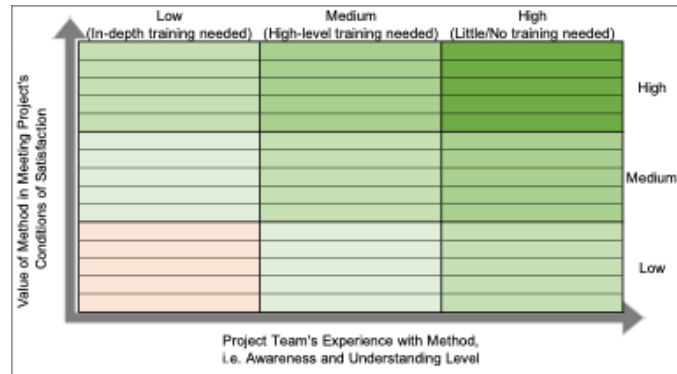 Low
(In-depth training needed)
Medium
(High-level training needed)
High
(Little/No training needed)
Value of Method in Meeting Project's
Conditions of Satisfaction
High
Medium
Low
Project Team's Experience with Method,
i.e. Awareness and Understanding Level